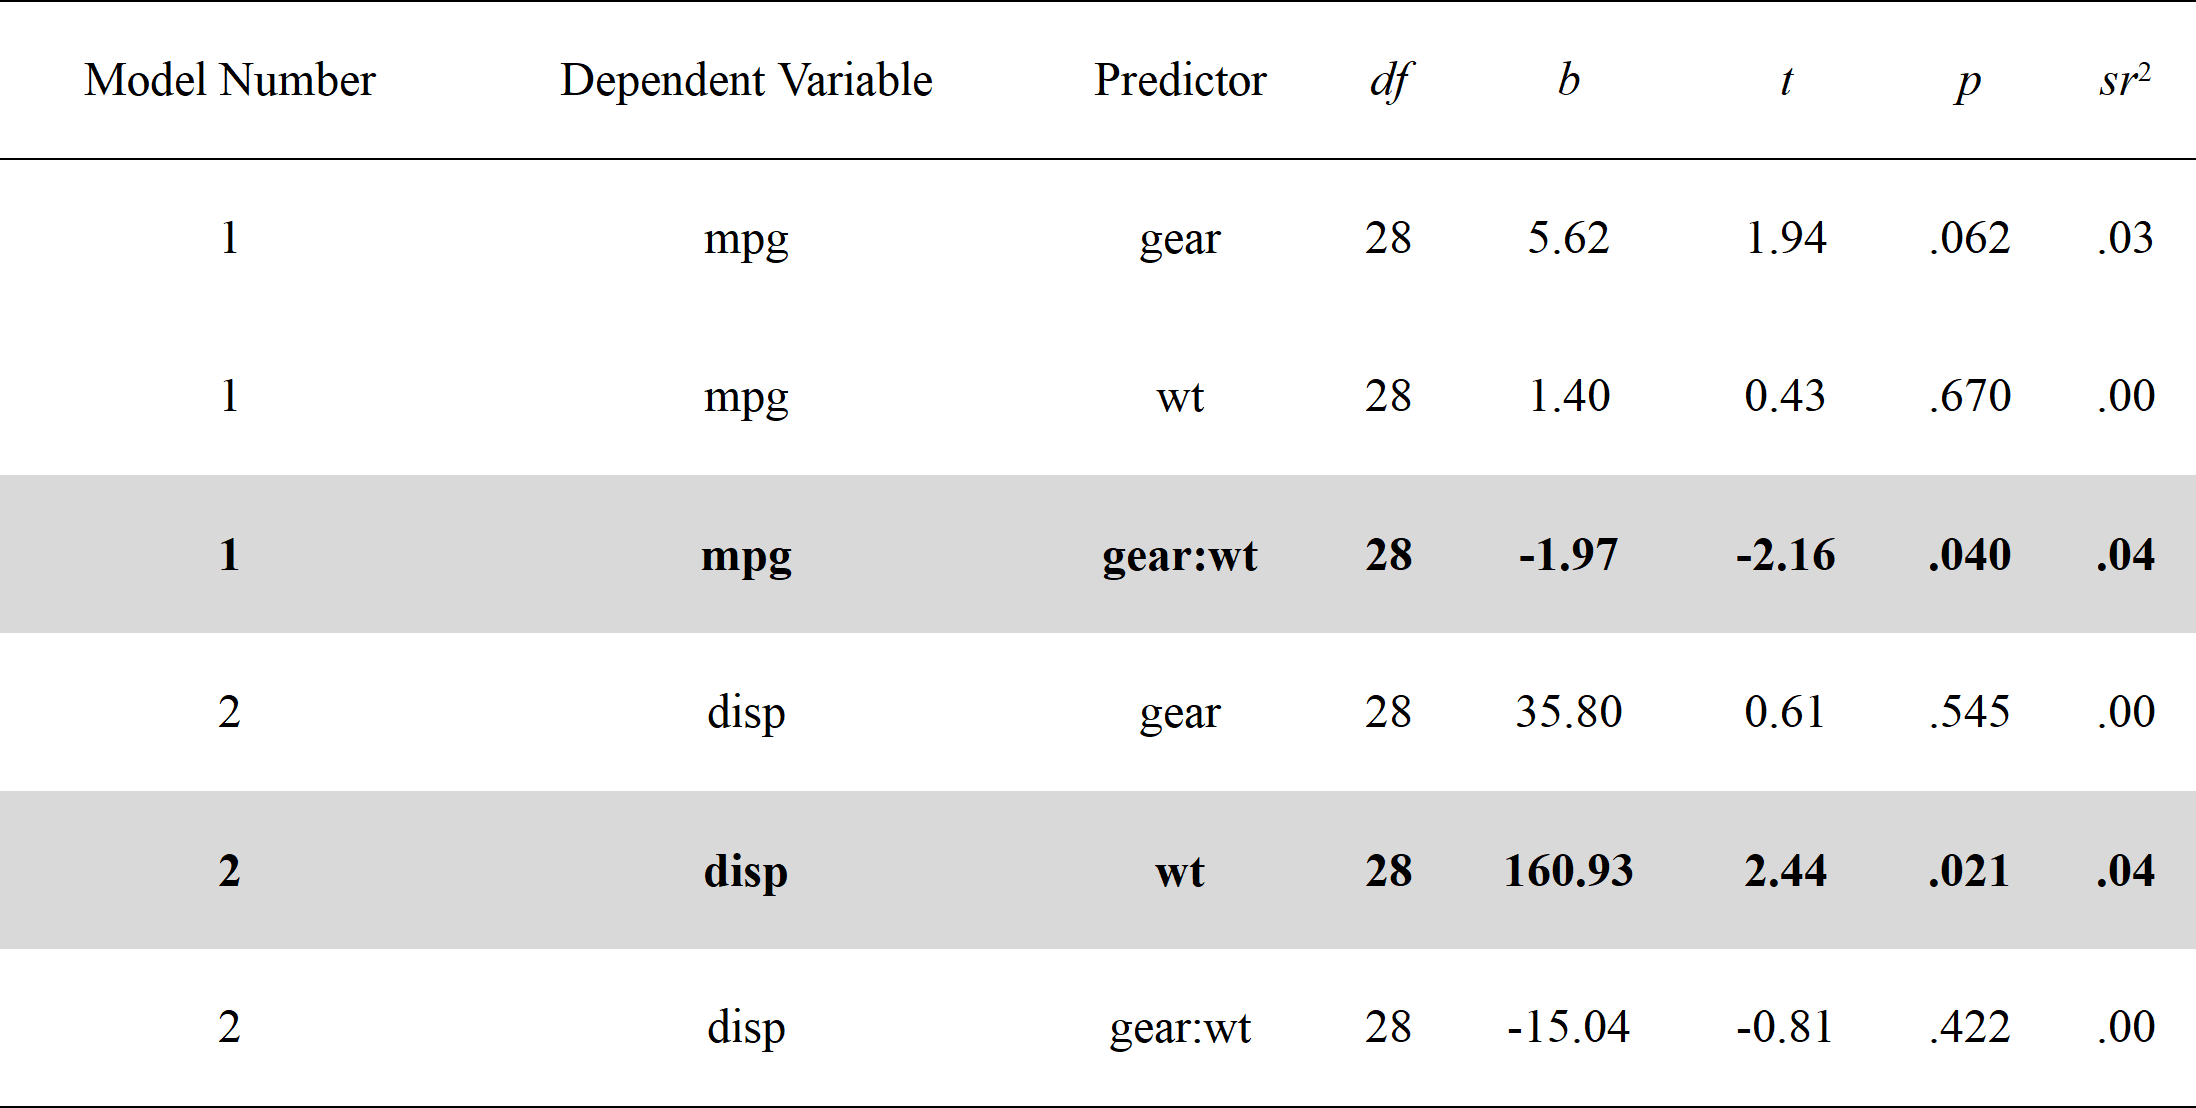 Model Number Dependent Variable Predictor df b t p sr²
1 mpg gear 28 5.62 1.94 .062 .03
1 mpg wt 28 1.40 0.43 .670 .00
1 mpg gear:wt 28 -1.97 -2.16 .040 .04
2 disp gear 28 35.80 0.61 .545 .00
2 disp wt 28 160.93 2.44 .021 .04
2 disp gear:wt 28 -15.04 -0.81 .422 .00